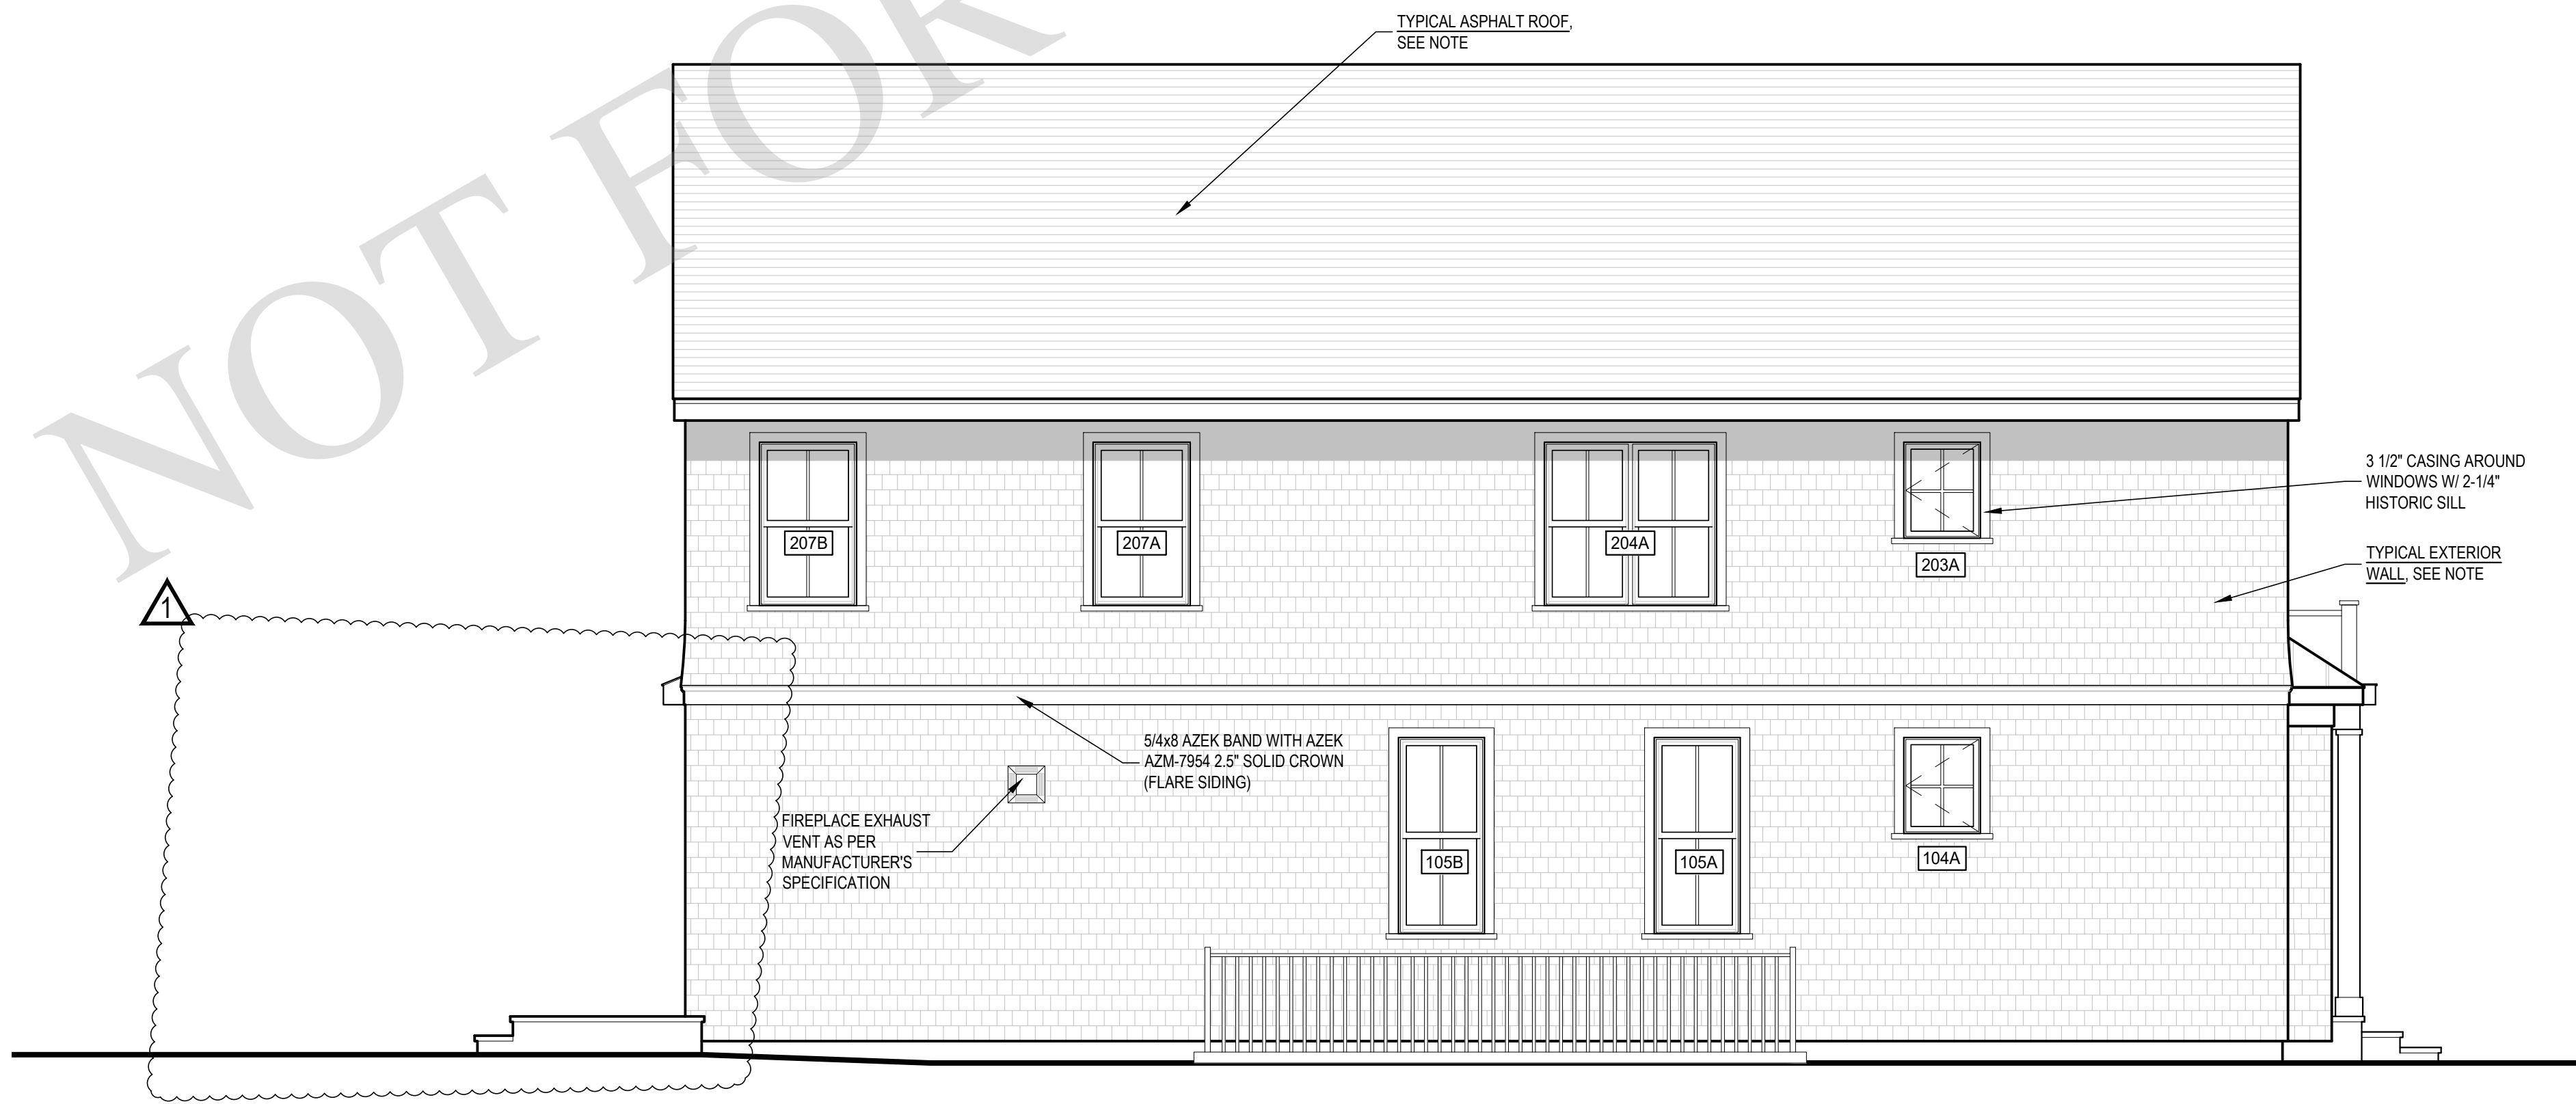 NOT FOR
TYPICAL ASPHALT ROOF,
SEE NOTE
3 1/2" CASING AROUND
WINDOWS W/ 2-1/4"
HISTORIC SILL
207B
207A
204A
203A
TYPICAL EXTERIOR
WALL, SEE NOTE
1
5/4x8 AZEK BAND WITH AZEK
AZM-7954 2.5" SOLID CROWN
(FLARE SIDING)
FIREPLACE EXHAUST
VENT AS PER
MANUFACTURER'S
SPECIFICATION
105B
105A
104A